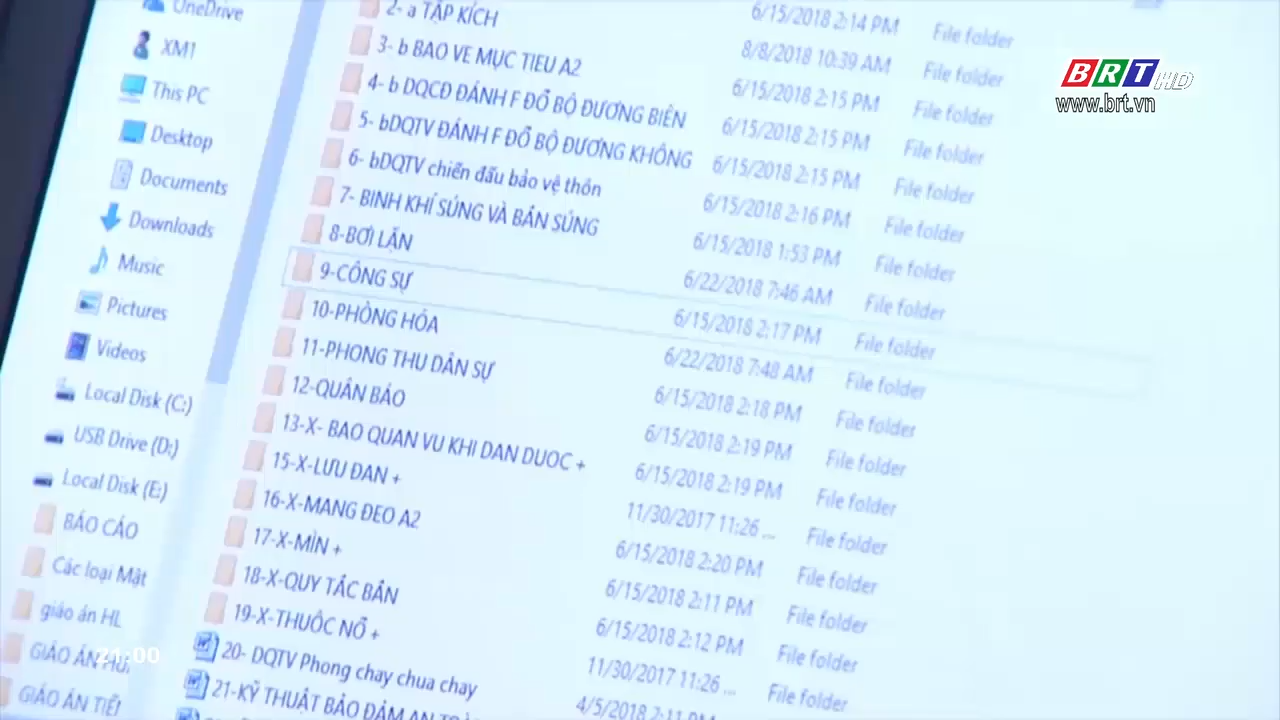 OneDrive
XM1
This PC
Desktop
Documents
Downloads
Music
Pictures
Videos
Local Disk (C:)
USB Drive (D:)
Local Disk (E:)
BÁO CÁO
Các loại Mật
giáo án HL
GIÁO ÁN
GIÁO ÁN
2- a TẬP KÍCH 6/15/2018 2:14 PM File folder
3- b BAO VE MỤC TIEU A2 8/8/2018 10:39 AM File folder
4- b DQCĐ ĐÁNH F ĐỔ BỘ ĐƯƠNG BIÊN 6/15/2018 2:15 PM File folder
5- bDQTV ĐÁNH F ĐỔ BỘ ĐƯƠNG KHÔNG 6/15/2018 2:15 PM File folder
6- bDQTV chiến đấu bảo vệ thôn 6/15/2018 2:15 PM File folder
7- BINH KHÍ SÚNG VÀ BẮN SÚNG 6/15/2018 2:16 PM File folder
8-BƠI LẶN 6/15/2018 1:53 PM File folder
9-CÔNG SỰ 6/22/2018 7:46 AM File folder
10-PHÒNG HÓA 6/15/2018 2:17 PM File folder
11-PHONG THU DÂN SỰ 6/22/2018 7:48 AM File folder
12-QUÂN BÁO 6/15/2018 2:18 PM File folder
13-X- BAO QUAN VU KHI DAN DUOC + 6/15/2018 2:19 PM File folder
15-X-LƯU ĐẠN + 6/15/2018 2:19 PM File folder
16-X-MANG ĐEO A2 11/30/2017 11:26 ... File folder
17-X-MÌN + 6/15/2018 2:20 PM File folder
18-X-QUY TẮC BẮN 6/15/2018 2:11 PM File folder
19-X-THUỐC NỔ + 6/15/2018 2:12 PM File folder
20- DQTV Phong chay chua chay 11/30/2017 11:26 ... File folder
21-KỸ THUẬT BẢO ĐẢM AN 4/5/2018 2:11 PM
BRT HD
www.brt.vn
21:00